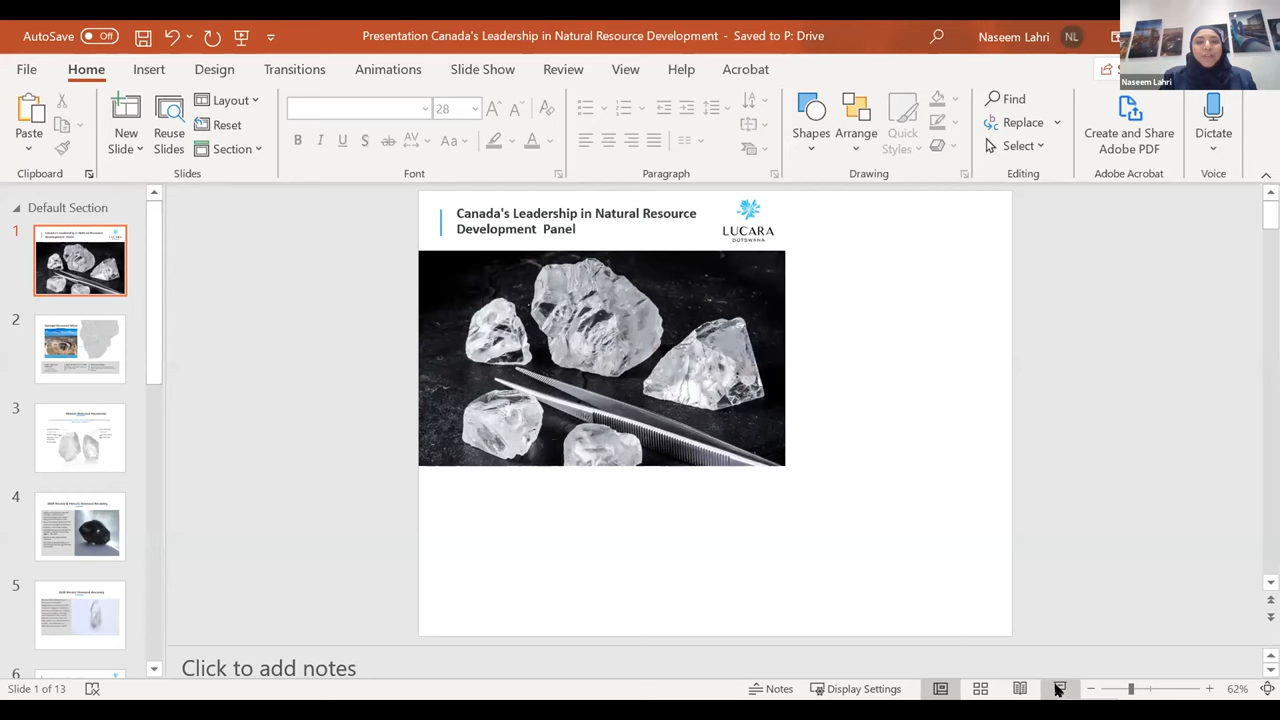 AutoSave Off
Presentation Canada's Leadership in Natural Resource Development - Saved to P: Drive
Naseem Lahri NL
Naseem Lahri
File Home Insert Design Transitions Animations Slide Show Review View Help Acrobat
Paste
Clipboard
New Slide
Reuse Slides
Layout
Reset
Section
Slides
28
Font
Paragraph
Shapes
Arrange
Quick Styles
Drawing
Find
Replace
Select
Editing
Create and Share Adobe PDF
Adobe Acrobat
Dictate
Voice
Default Section
1
2
3
4
5
6
Canada's Leadership in Natural Resource
Development Panel
LUCARA
BOTSWANA
Click to add notes
Slide 1 of 13
Notes
Display Settings
62%